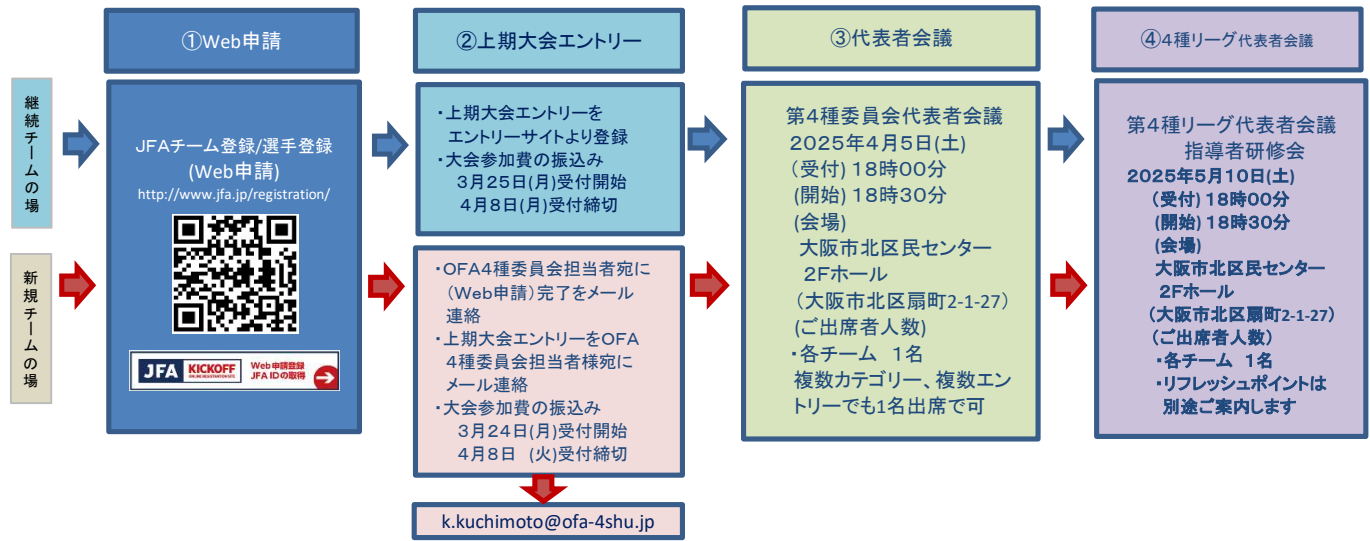 ①Web申請
②上期大会エントリー
③代表者会議
④4種リーグ代表者会議
継続チームの場
新規チームの場
JFAチーム登録/選手登録
(Web申請)
http://www.jfa.jp/registration/
JFA KICKOFF
ONLINE REGISTRATION SITE
Web申請登録
JFA IDの取得
・上期大会エントリーを
エントリーサイトより登録
・大会参加費の振込み
3月25日(月)受付開始
4月8日(月)受付締切
・OFA4種委員会担当者宛に
(Web申請)完了をメール
連絡
・上期大会エントリーをOFA
4種委員会担当者様宛に
メール連絡
・大会参加費の振込み
3月24日(月)受付開始
4月8日 (火)受付締切
k.kuchimoto@ofa-4shu.jp
第4種委員会代表者会議
2025年4月5日(土)
(受付) 18時00分
(開始) 18時30分
(会場)
大阪市北区民センター
2Fホール
(大阪市北区扇町2-1-27)
(ご出席者人数)
・各チーム 1名
複数カテゴリー、複数エン
トリーでも1名出席で可
第4種リーグ代表者会議
指導者研修会
2025年5月10日(土)
(受付) 18時00分
(開始) 18時30分
(会場)
大阪市北区民センター
2Fホール
(大阪市北区扇町2-1-27)
(ご出席者人数)
・各チーム 1名
・リフレッシュポイントは
別途ご案内します